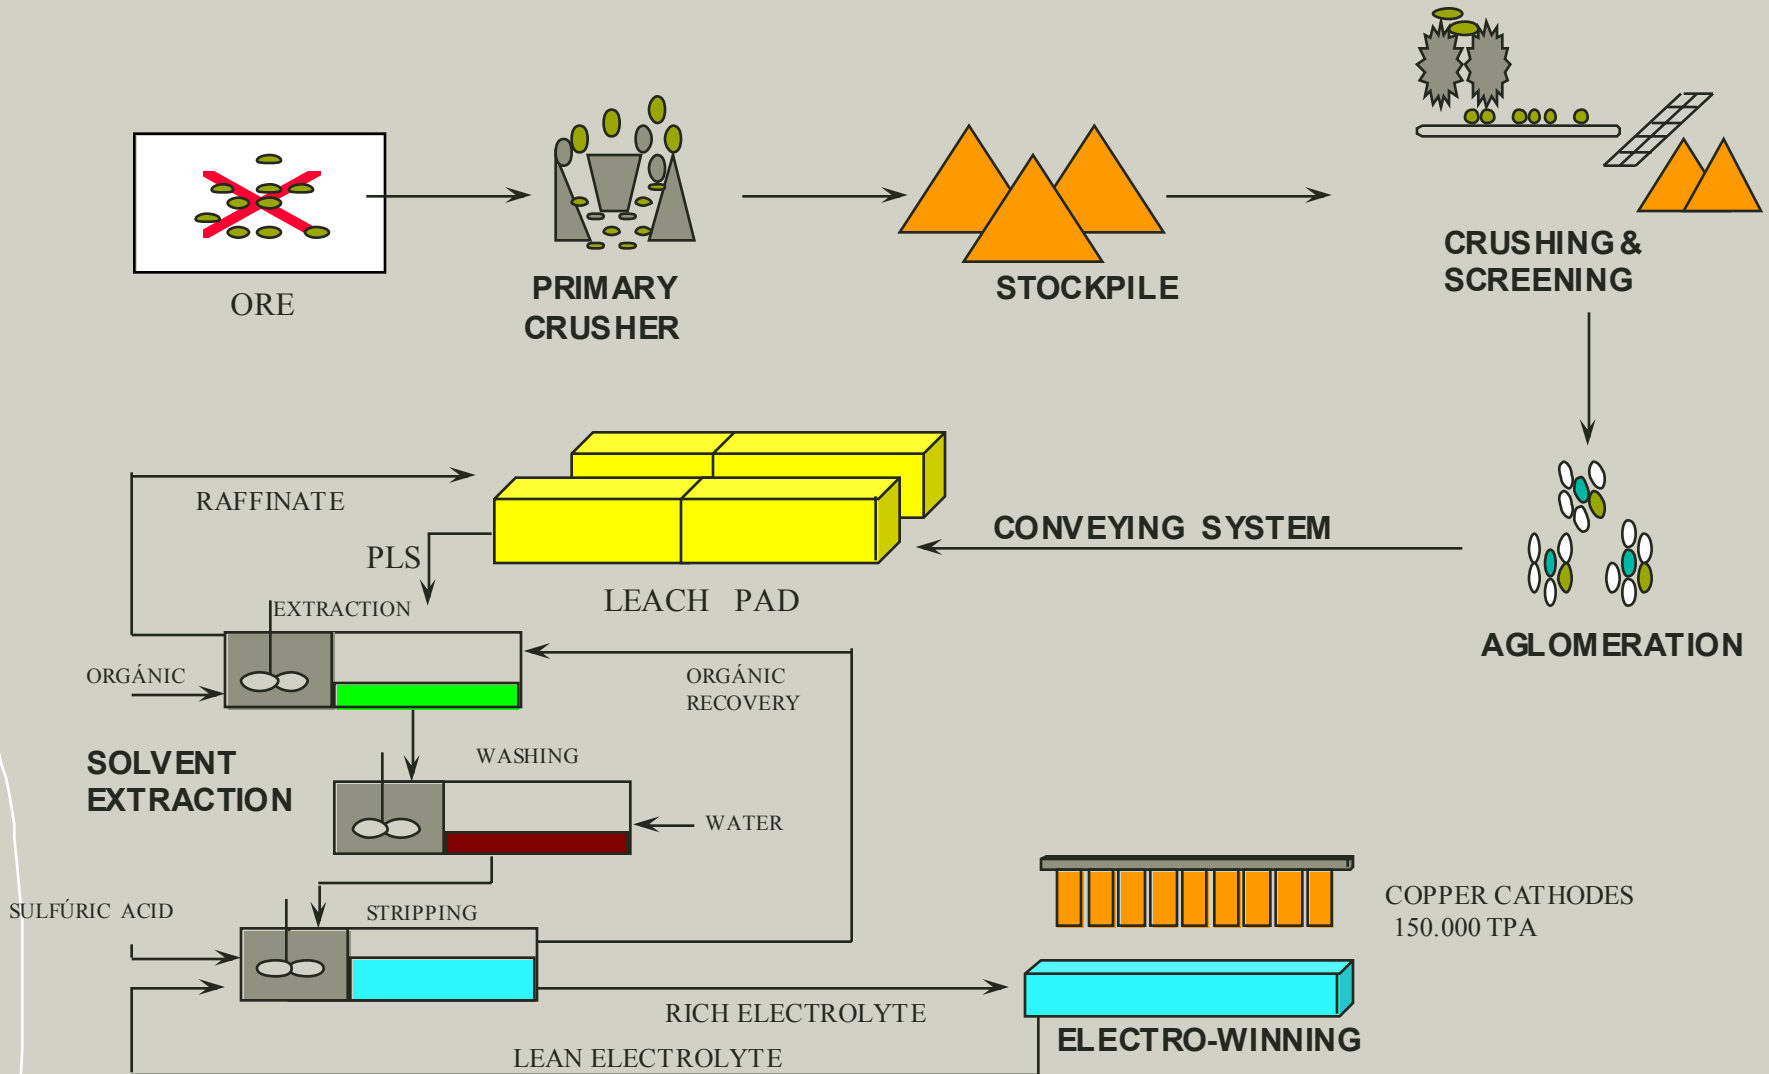 ORE
PRIMARY
CRUSHER
STOCKPILE
CRUSHING &
SCREENING
RAFFINATE
PLS
CONVEYING SYSTEM
LEACH PAD
AGLOMERATION
EXTRACTION
ORGÁNIC
ORGÁNIC
RECOVERY
SOLVENT
EXTRACTION
WASHING
WATER
SULFÚRIC ACID
STRIPPING
COPPER CATHODES
150.000 TPA
RICH ELECTROLYTE
ELECTRO-WINNING
LEAN ELECTROLYTE